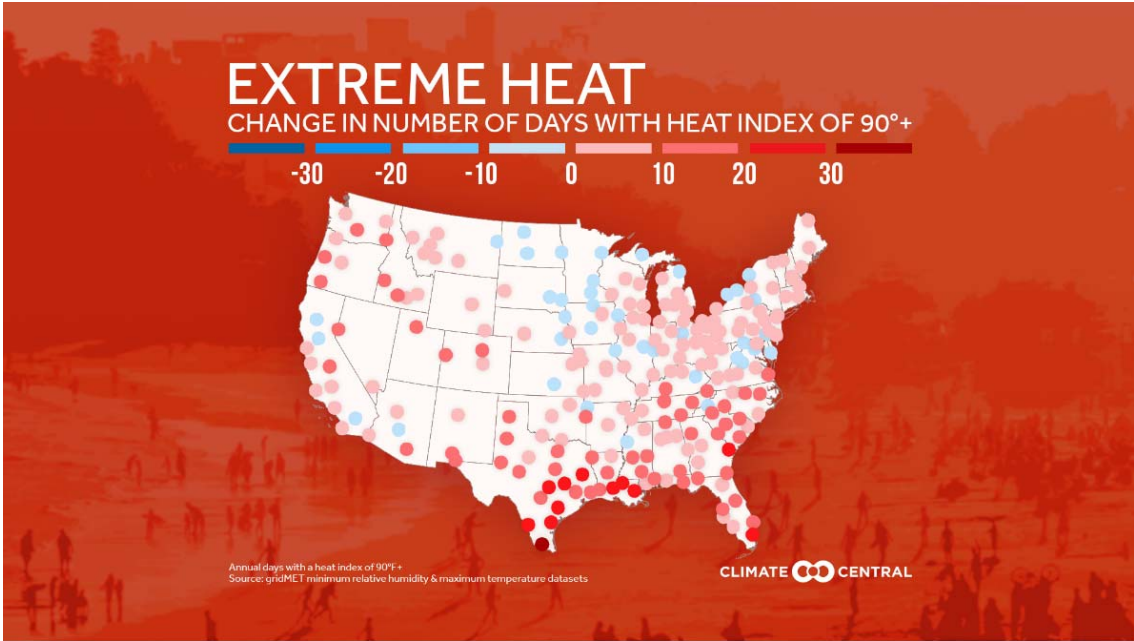 EXTREME HEAT
CHANGE IN NUMBER OF DAYS WITH HEAT INDEX OF 90°+
-30 -20 -10 0 10 20 30
Annual days with a heat index of 90°F+
Source: gridMET minimum relative humidity & maximum temperature datasets
CLIMATE CENTRAL